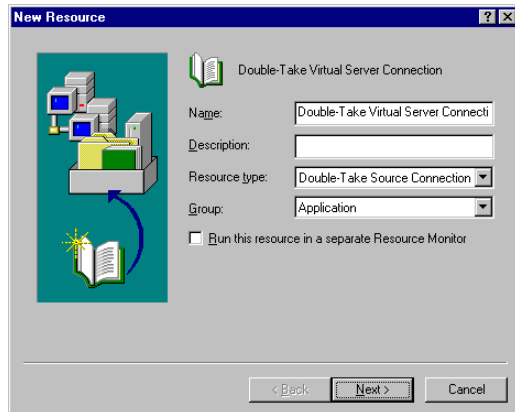 New Resource
Double-Take Virtual Server Connection
Name: Double-Take Virtual Server Connecti
Description:
Resource type: Double-Take Source Connection
Group: Application
Run this resource in a separate Resource Monitor
< Back Next > Cancel